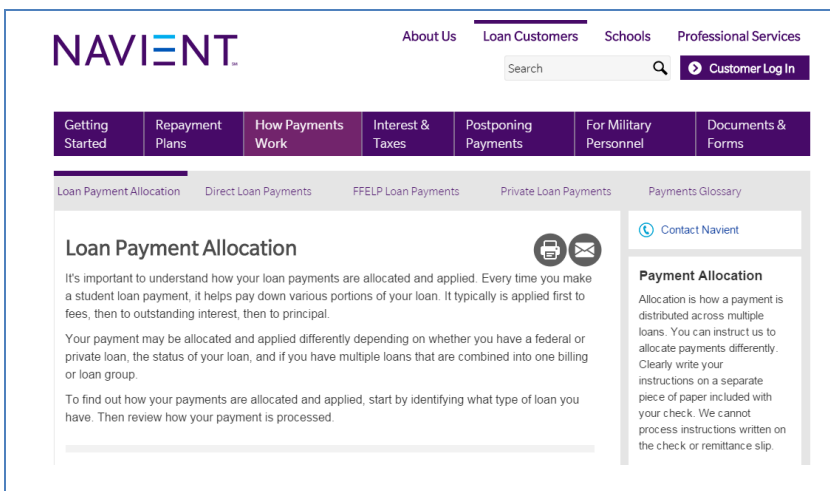 NAVIENT
About Us Loan Customers Schools Professional Services
Search
Customer Log In
Getting Started
Repayment Plans
How Payments Work
Interest & Taxes
Postponing Payments
For Military Personnel
Documents & Forms
Loan Payment Allocation Direct Loan Payments FFELP Loan Payments Private Loan Payments Payments Glossary
Loan Payment Allocation
It's important to understand how your loan payments are allocated and applied. Every time you make
a student loan payment, it helps pay down various portions of your loan. It typically is applied first to
fees, then to outstanding interest, then to principal.
Your payment may be allocated and applied differently depending on whether you have a federal or
private loan, the status of your loan, and if you have multiple loans that are combined into one billing
or loan group.
To find out how your payments are allocated and applied, start by identifying what type of loan you
have. Then review how your payment is processed.
Contact Navient
Payment Allocation
Allocation is how a payment is
distributed across multiple
loans. You can instruct us to
allocate payments differently.
Clearly write your
instructions on a separate
piece of paper included with
your check. We cannot
process instructions written on
the check or remittance slip.